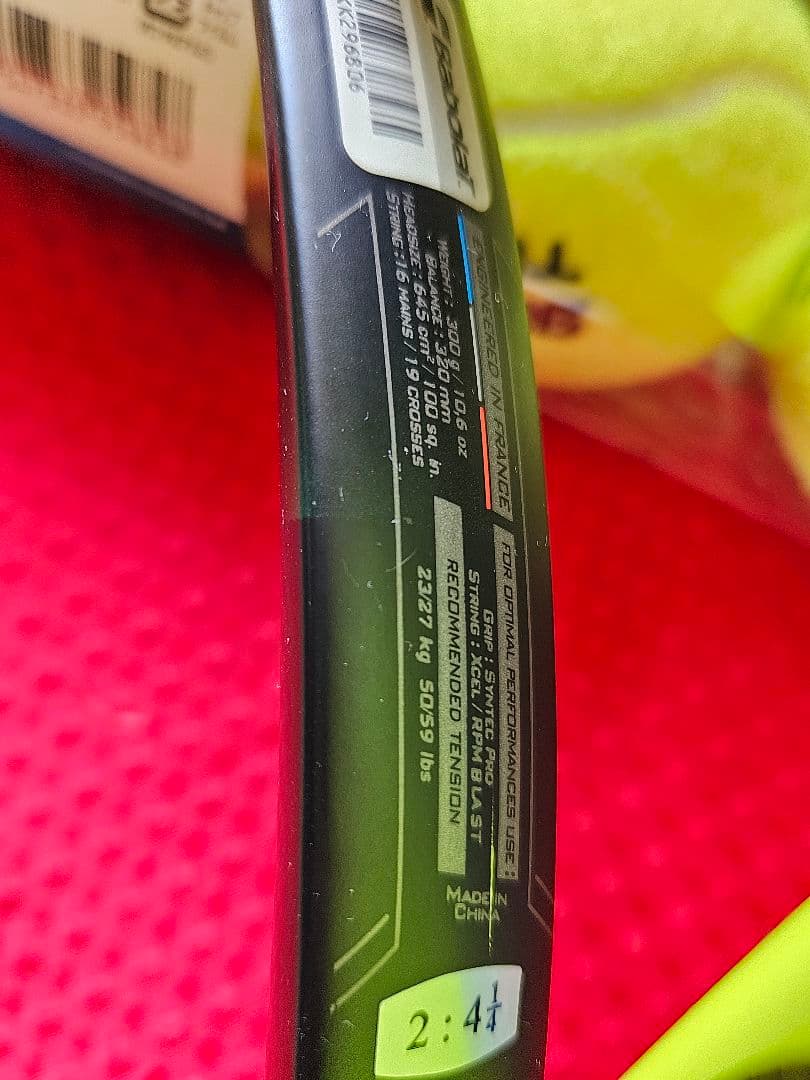 Babolat
ENGINEERED IN FRANCE
WEIGHT : 300 g / 10,6 oz
BALANCE : 320 mm
HEADSIZE : 645 cm² / 100 sq. in.
STRING : 16 MAINS / 19 CROSSES
FOR OPTIMAL PERFORMANCES USE :
GRIP : SYNTEC PRO
STRING : XCEL / RPM BLAST
RECOMMENDED TENSION
23/27 kg 5059 lbs
MADE IN
CHINA
2 : 4 1/4